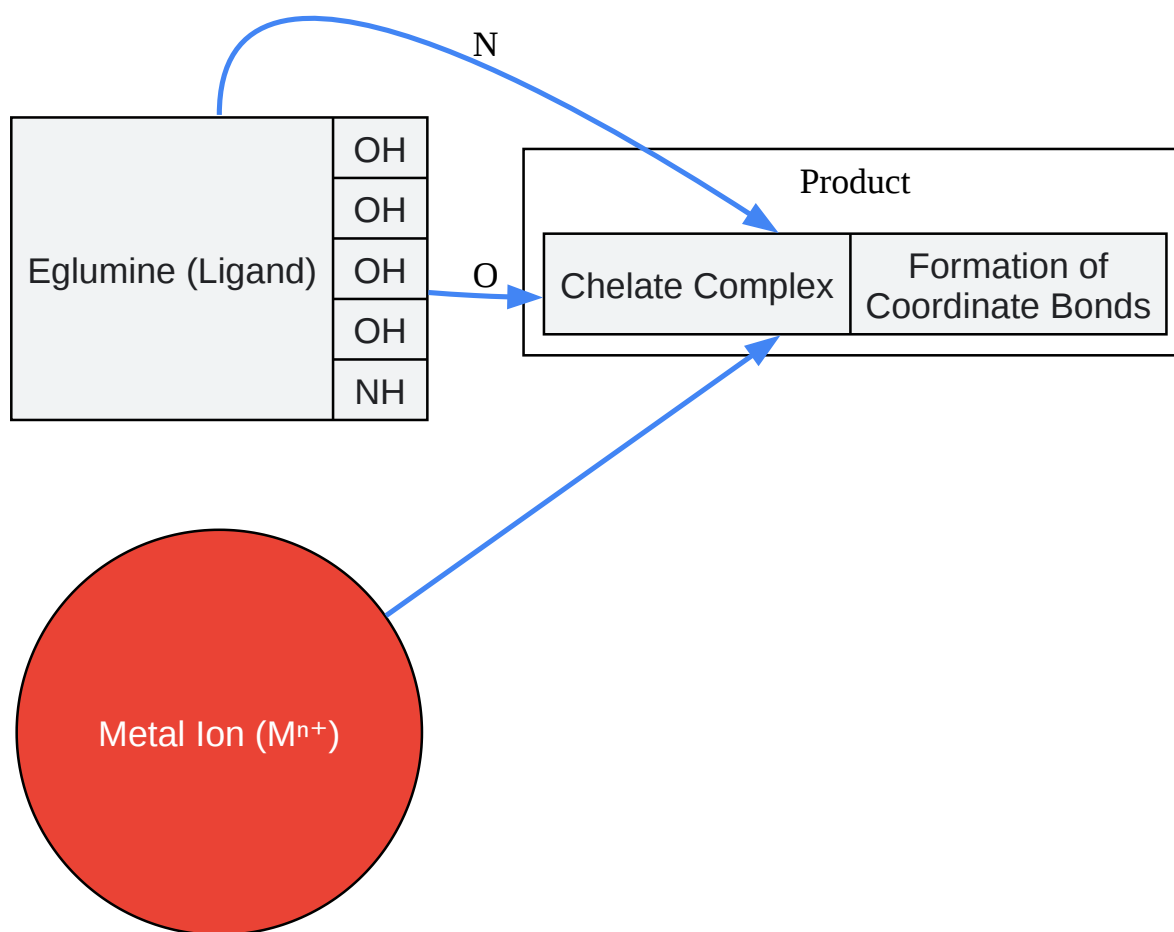 N
OH
OH
Eglumine (Ligand)
OH
OH
NH
O
Product
Chelate Complex
Formation of
Coordinate Bonds
Metal Ion (Mⁿ⁺)